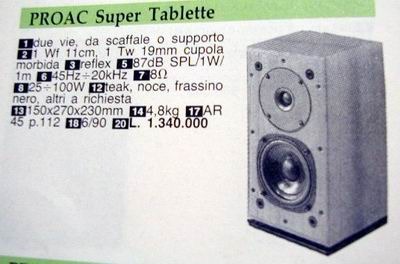 PROAC Super Tablette
1 due vie, da scaffale o supporto
2 1 Wf 11cm, 1 Tw 19mm cupola
morbida 3 reflex 5 87dB SPL/1W/
1m 6 45Hz÷20kHz 7 8Ω
8 25÷100W 12 teak, noce, frassino
nero, altri a richiesta
13 150x270x230mm 14 4,8kg 17 AR
45 p.112 18 6/90 20 L. 1.340.000